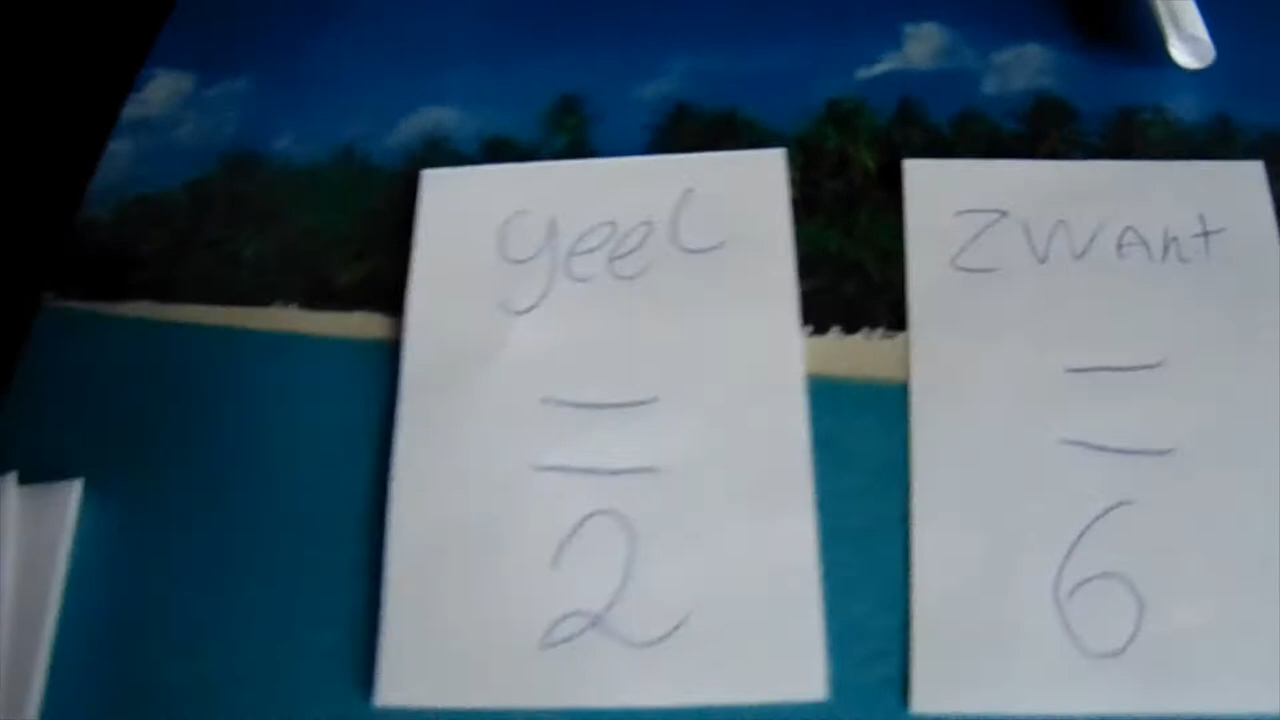 geel
=
2
zwart
=
6